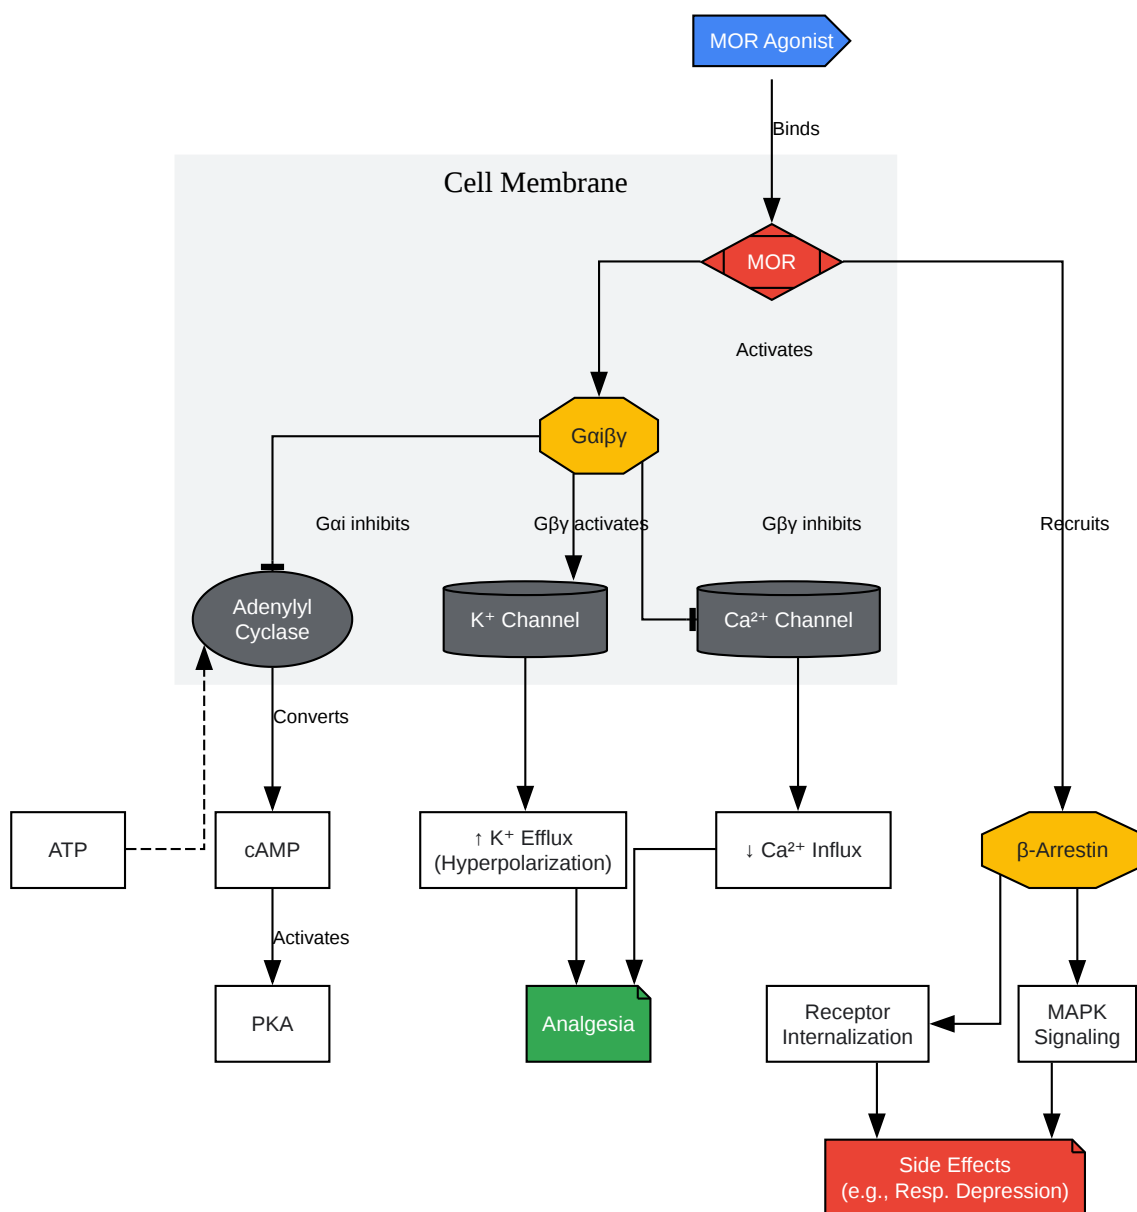 MOR Agonist
Binds
Cell Membrane
MOR
Activates
Gαiβγ
Gαi inhibits
Gβγ activates
Gβγ inhibits
Recruits
Adenylyl
Cyclase
K⁺ Channel
Ca²⁺ Channel
Converts
ATP
cAMP
↑ K⁺ Efflux
(Hyperpolarization)
↓ Ca²⁺ Influx
β-Arrestin
Activates
PKA
Analgesia
Receptor
Internalization
MAPK
Signaling
Side Effects
(e.g., Resp. Depression)